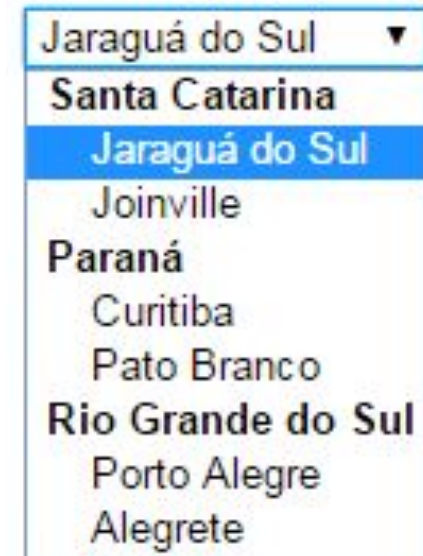 Jaraguá do Sul ▼
Santa Catarina
Jaraguá do Sul
Joinville
Paraná
Curitiba
Pato Branco
Rio Grande do Sul
Porto Alegre
Alegrete